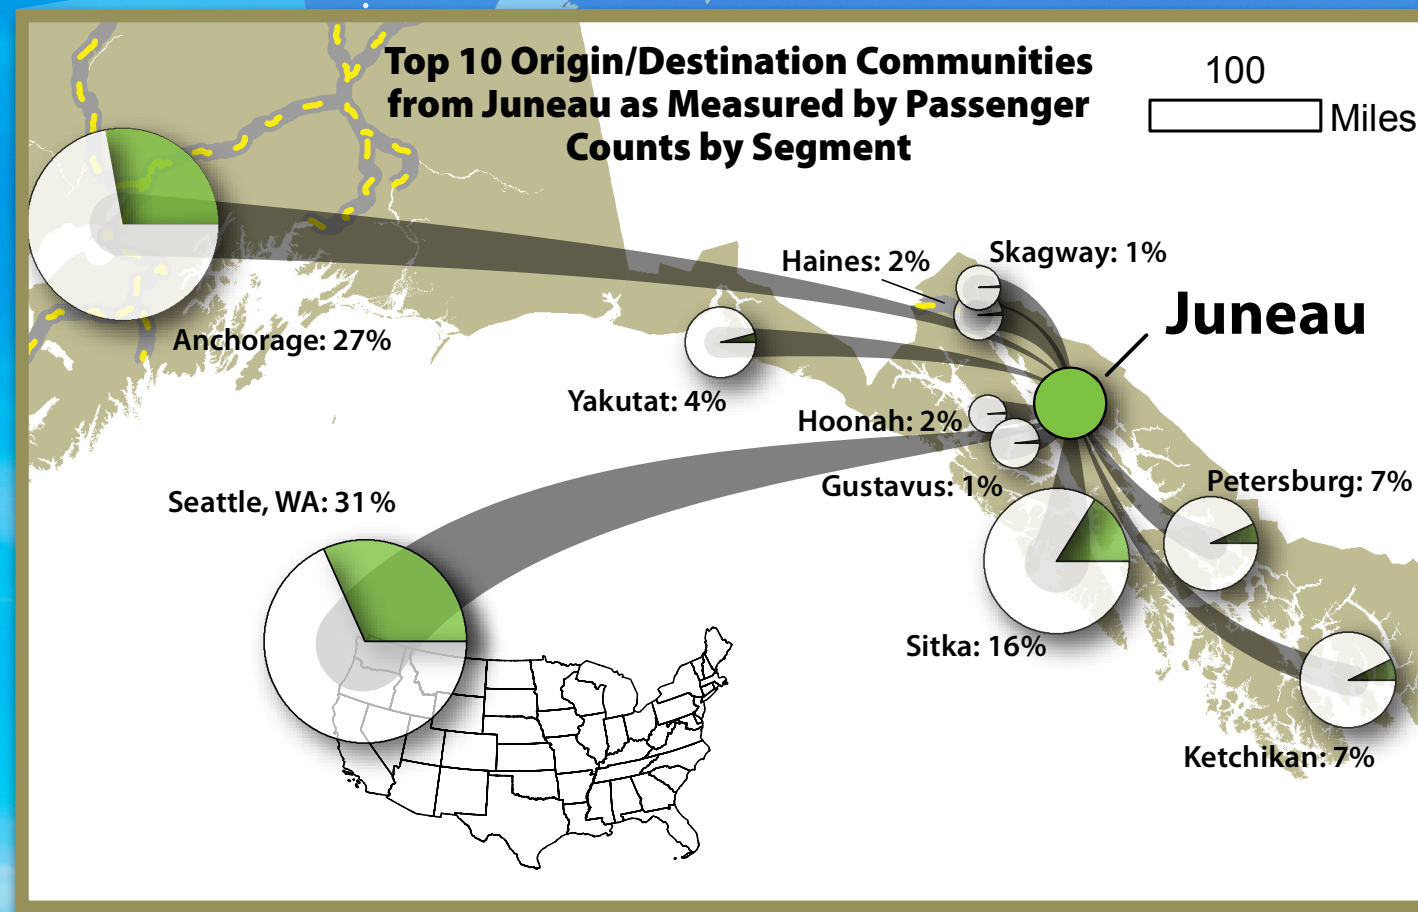 Top 10 Origin/Destination Communities
from Juneau as Measured by Passenger
Counts by Segment
100
Miles
Haines: 2%
Skagway: 1%
Juneau
Anchorage: 27%
Yakutat: 4%
Hoonah: 2%
Gustavus: 1%
Petersburg: 7%
Seattle, WA: 31%
Sitka: 16%
Ketchikan: 7%